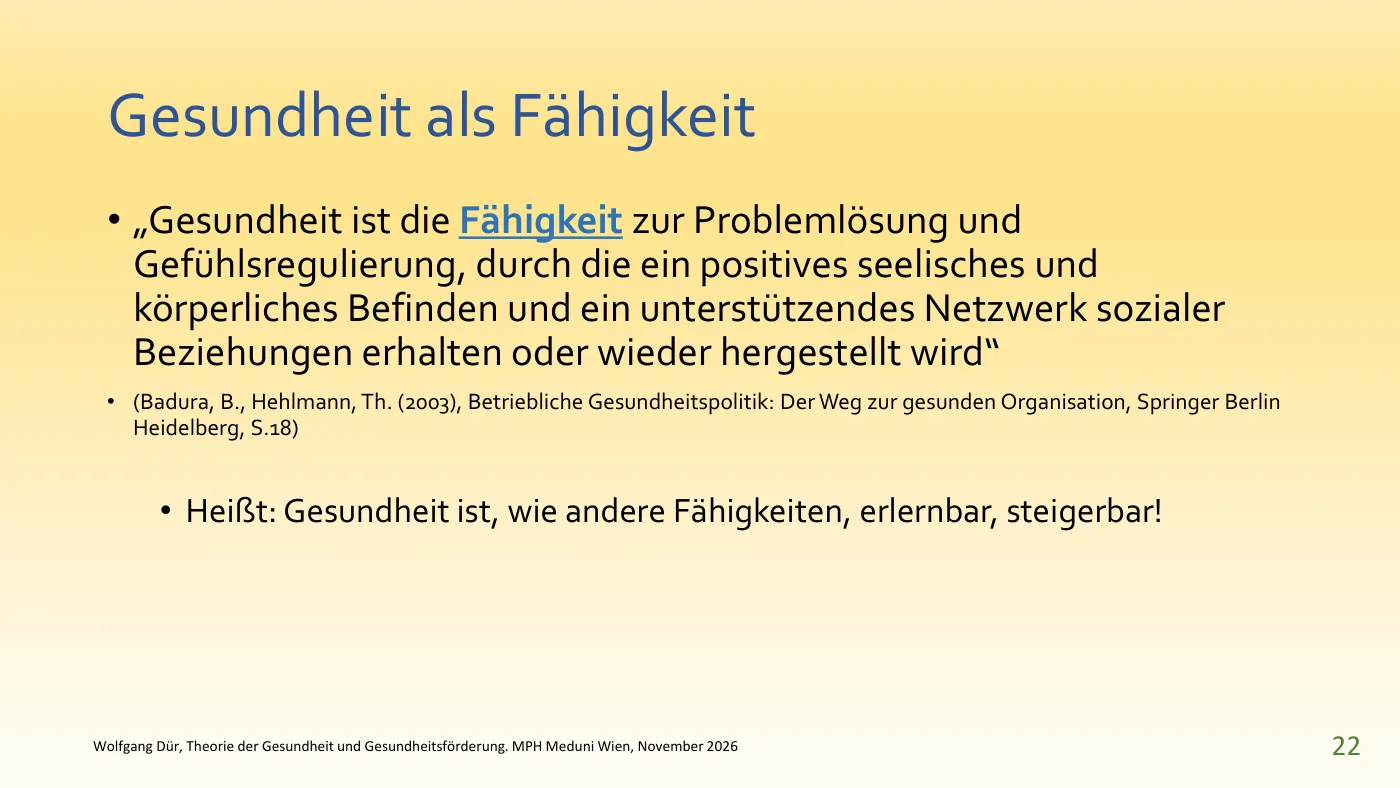 Gesundheit als Fähigkeit
• „Gesundheit ist die Fähigkeit zur Problemlösung und
Gefühlsregulierung, durch die ein positives seelisches und
körperliches Befinden und ein unterstützendes Netzwerk sozialer
Beziehungen erhalten oder wieder hergestellt wird“
• (Badura, B., Hehlmann, Th. (2003), Betriebliche Gesundheitspolitik: Der Weg zur gesunden Organisation, Springer Berlin
Heidelberg, S.18)
• Heißt: Gesundheit ist, wie andere Fähigkeiten, erlernbar, steigerbar!
Wolfgang Dür, Theorie der Gesundheit und Gesundheitsförderung. MPH Meduni Wien, November 2026
22